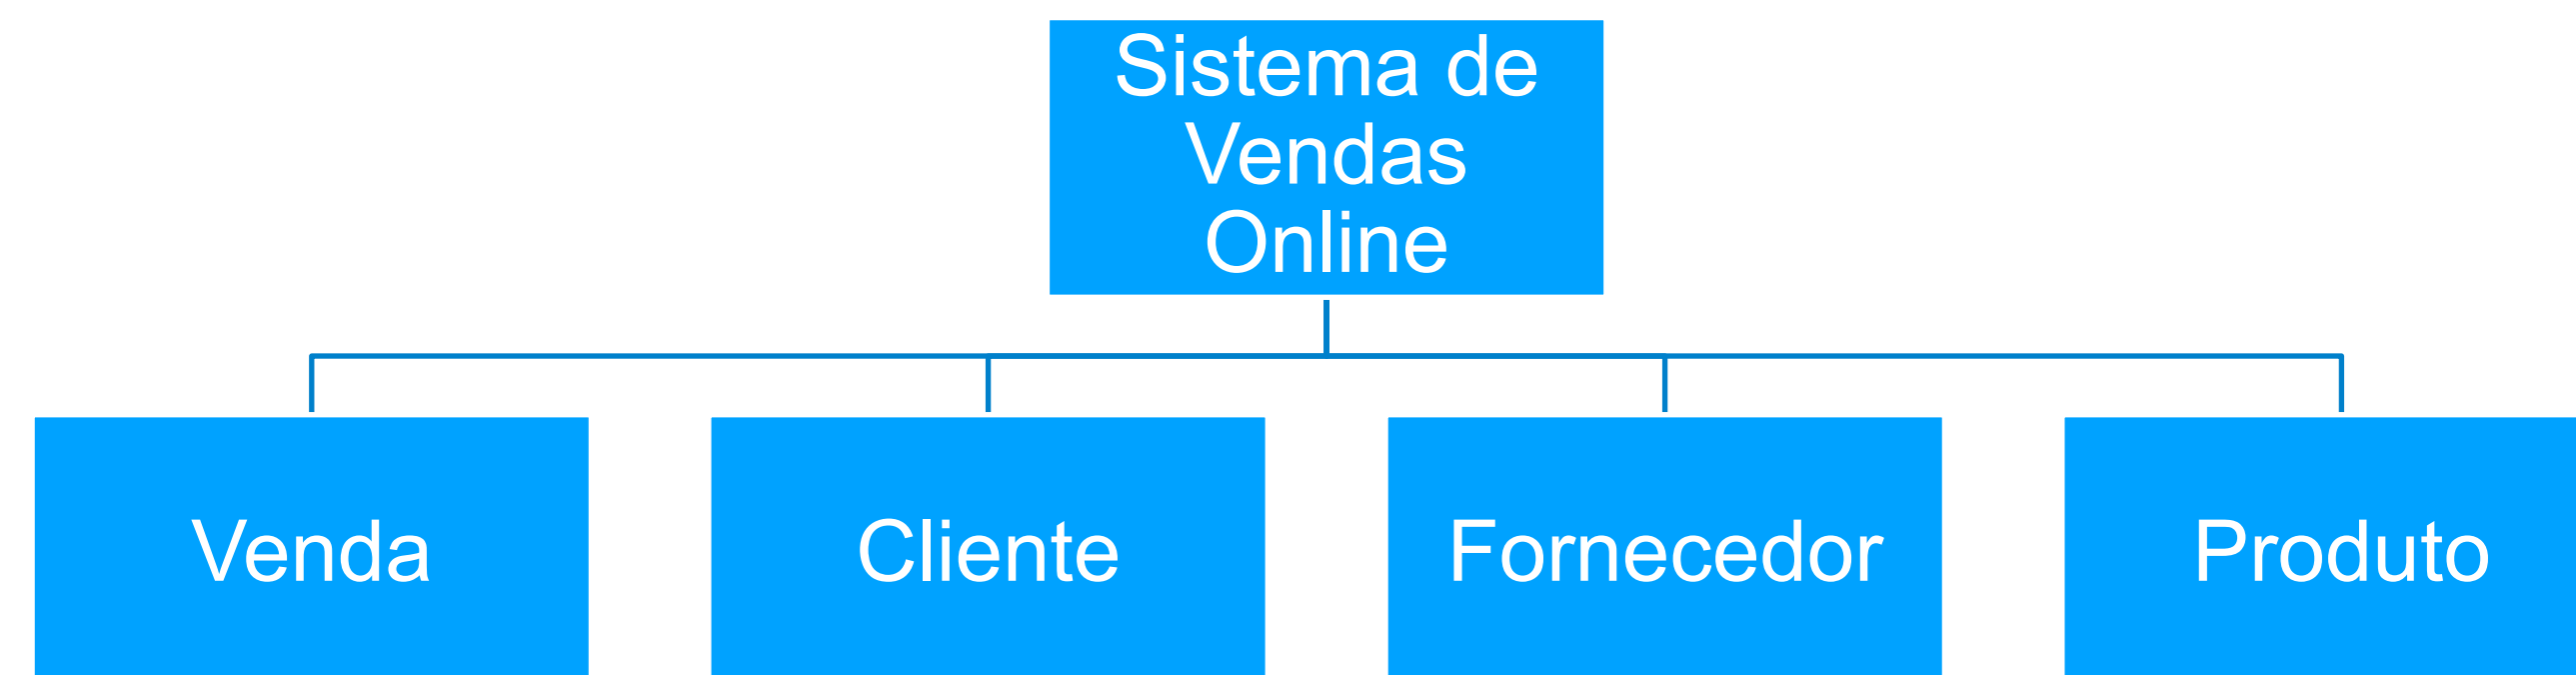 Sistema de
Vendas
Online
Venda
Cliente
Fornecedor
Produto